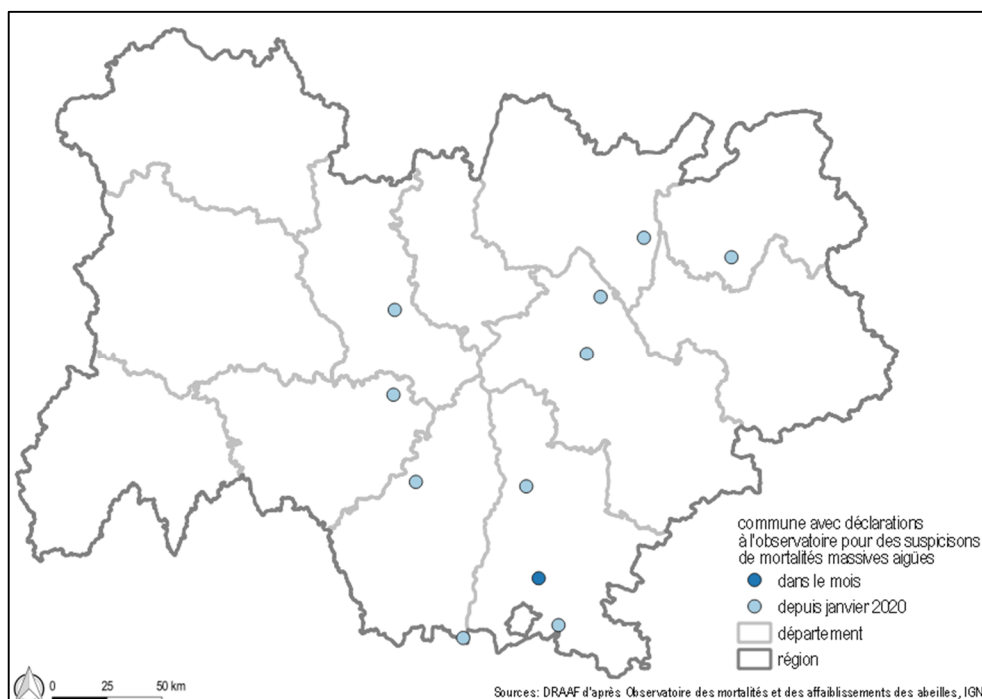 commune avec déclarations
à l'observatoire pour des suspicisons
de mortalités massives aigües
dans le mois
depuis janvier 2020
département
région
0 25 50 km
Sources: DRAAF d'après Observatoire des mortalités et des affaiblissements des abeilles, IGN